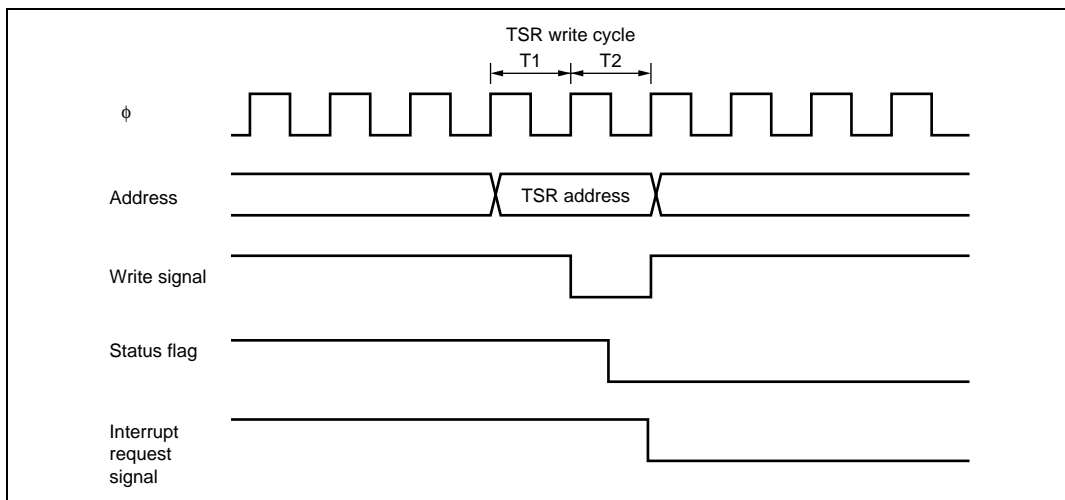 TSR write cycle
T1
T2
ϕ
Address
TSR address
Write signal
Status flag
Interrupt
request
signal